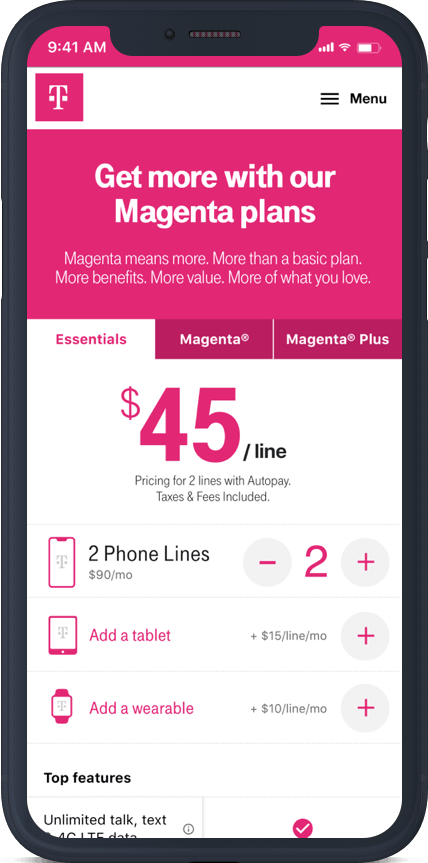 9:41 AM
T
Menu
Get more with our
Magenta plans
Magenta means more. More than a basic plan.
More benefits. More value. More of what you love.
Essentials
Magenta®
Magenta® Plus
$45/ line
Pricing for 2 lines with Autopay.
Taxes & Fees Included.
T
2 Phone Lines
$90/mo
− 2 +
T
Add a tablet
+ $15/line/mo
+
T
Add a wearable
+ $10/line/mo
+
Top features
Unlimited talk, text
& 4G LTE data